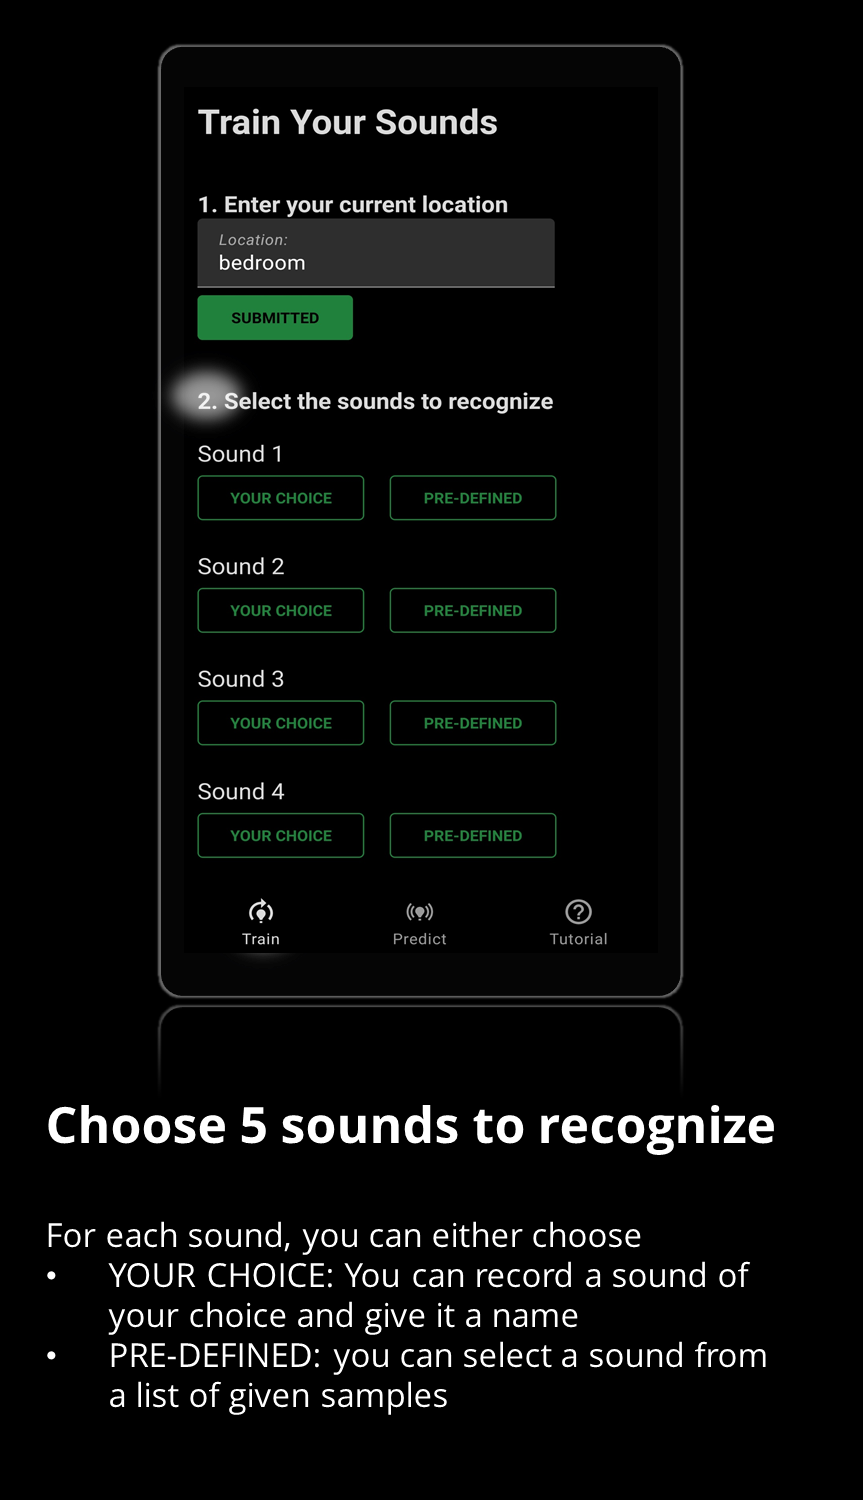 Train Your Sounds
1. Enter your current location
Location:
bedroom
SUBMITTED
2. Select the sounds to recognize
Sound 1
YOUR CHOICE PRE-DEFINED
Sound 2
YOUR CHOICE PRE-DEFINED
Sound 3
YOUR CHOICE PRE-DEFINED
Sound 4
YOUR CHOICE PRE-DEFINED
Train Predict Tutorial
Choose 5 sounds to recognize
For each sound, you can either choose
• YOUR CHOICE: You can record a sound of
your choice and give it a name
• PRE-DEFINED: you can select a sound from
a list of given samples